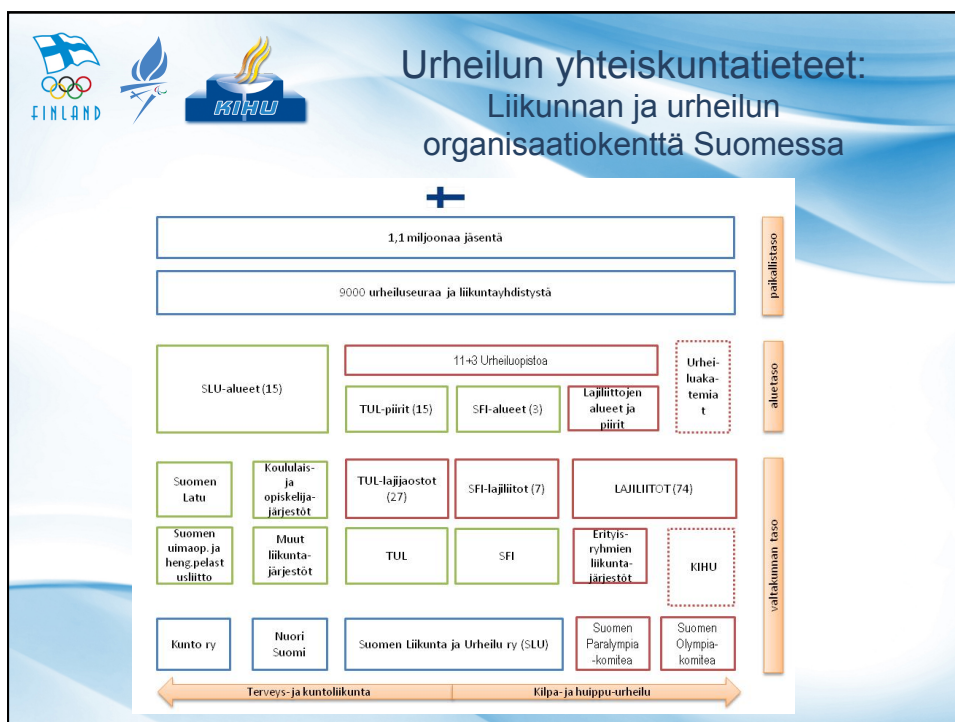 FINLAND
KIHU
Urheilun yhteiskuntatieteet:
Liikunnan ja urheilun
organisaatiokenttä Suomessa
1,1 miljoonaa jäsentä
9000 urheiluseuraa ja liikuntayhdistystä
paikallistaso
SLU-alueet (15)
11+3 Urheiluopistoa
TUL-piirit (15)
SFI-alueet (3)
Lajiliittojen
alueet ja
piirit
Urhei-
luaka-
temia
t
aluetaso
Suomen
Latu
Koululais-
ja
opiskelija-
järjestöt
TUL-lajijaostot
(27)
SFI-lajiliitot (7)
LAJILIITOT (74)
Suomen
uimaop. ja
heng.pelast
usliitto
Muut
liikunta-
järjestöt
TUL
SFI
Erityis-
ryhmien
liikunta-
järjestöt
KIHU
Kunto ry
Nuori
Suomi
Suomen Liikunta ja Urheilu ry (SLU)
Suomen
Paralympia
-komitea
Suomen
Olympia-
komitea
valtakunnan taso
Terveys- ja kuntoliikunta
Kilpa- ja huippu-urheilu